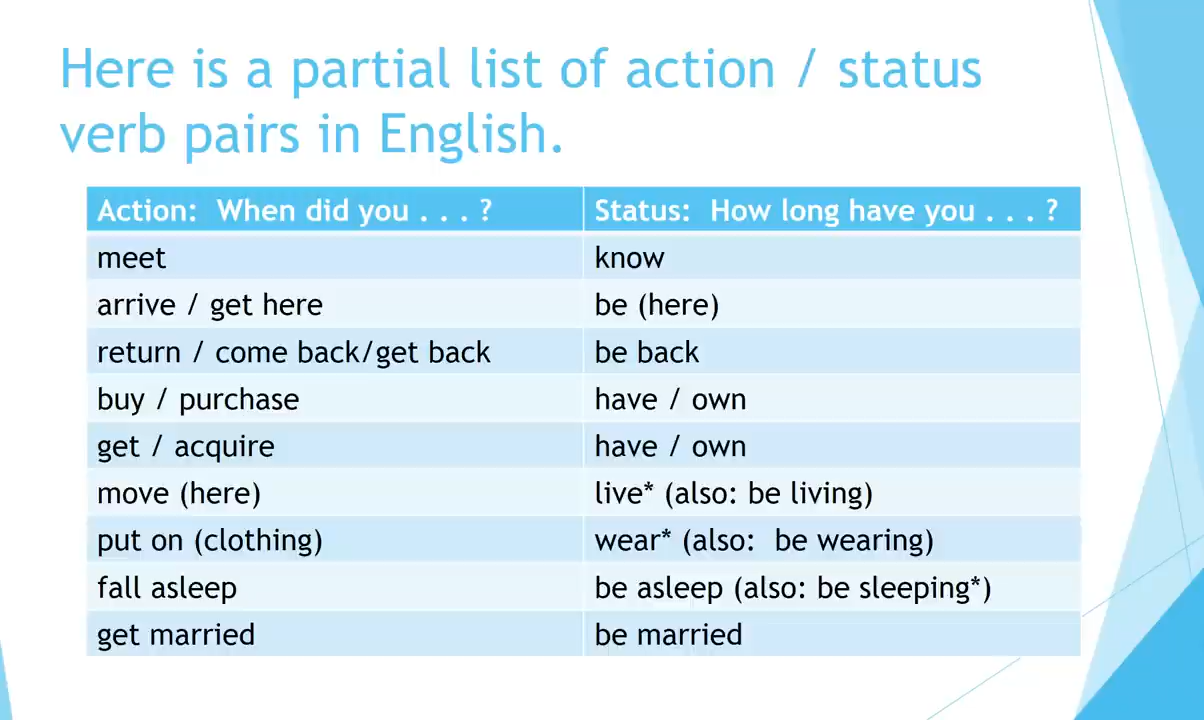 Here is a partial list of action / status
verb pairs in English.
Action:  When did you . . . ?
Status:  How long have you . . . ?
meet
know
arrive / get here
be (here)
return / come back/get back
be back
buy / purchase
have / own
get / acquire
have / own
move (here)
live* (also: be living)
put on (clothing)
wear* (also:  be wearing)
fall asleep
be asleep (also: be sleeping*)
get married
be married